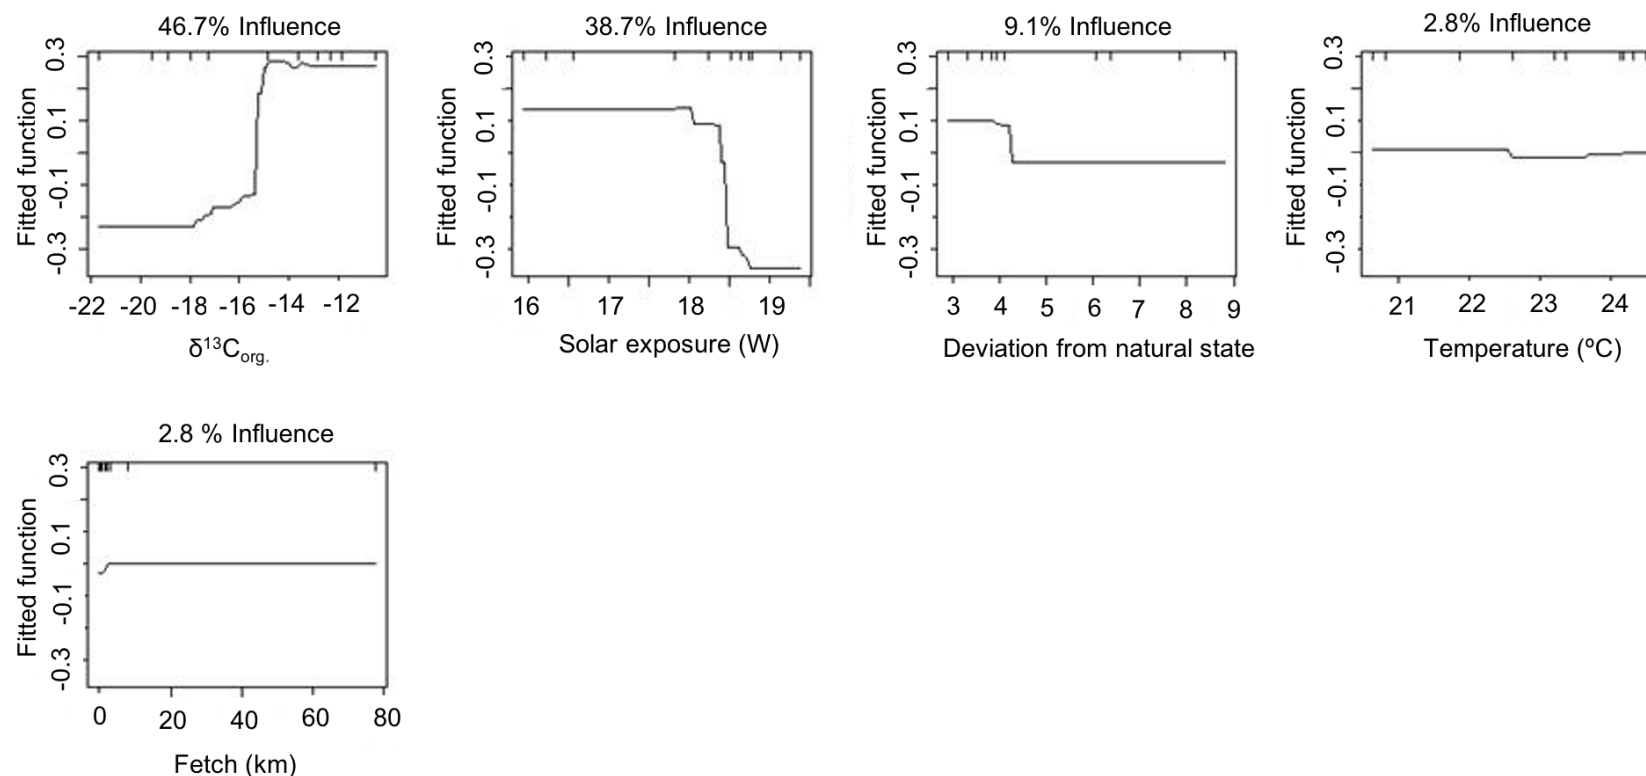 46.7% Influence
38.7% Influence
9.1% Influence
2.8% Influence
Fitted function
0.3
0.1
-0.1
-0.3
-22 -20 -18 -16 -14 -12
δ¹³Corg.
Fitted function
0.3
0.1
-0.1
-0.3
16 17 18 19
Solar exposure (W)
Fitted function
0.3
0.1
-0.1
-0.3
3 4 5 6 7 8 9
Deviation from natural state
Fitted function
0.3
0.1
-0.1
-0.3
21 22 23 24
Temperature (ºC)
2.8 % Influence
Fitted function
0.3
0.1
-0.1
-0.3
0 20 40 60 80
Fetch (km)